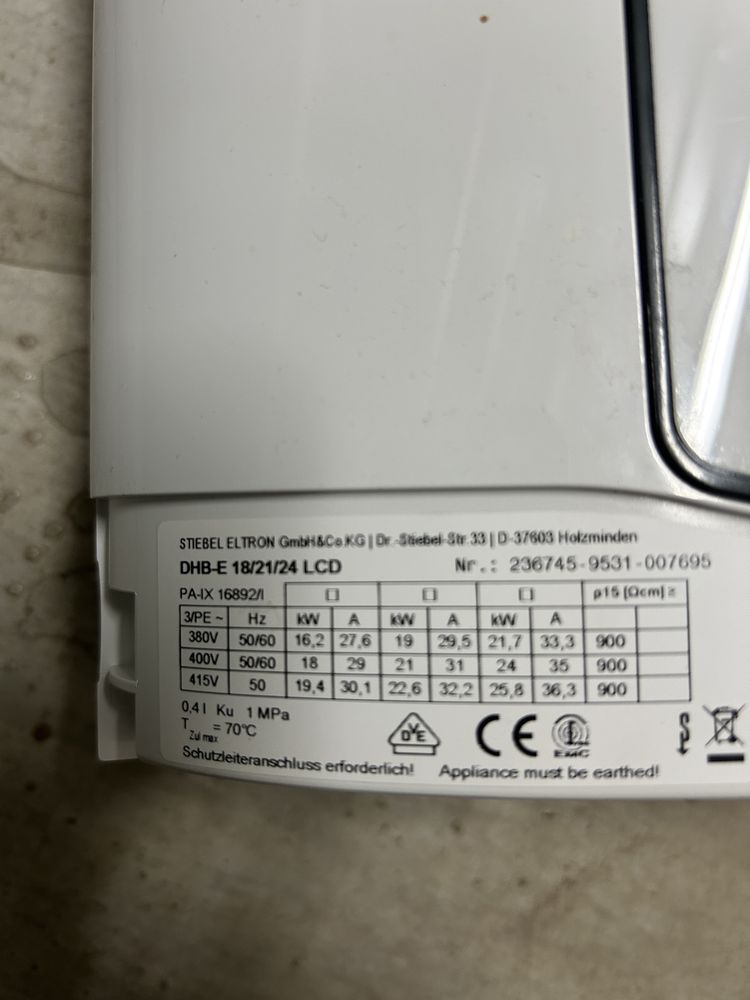 STIEBEL ELTRON GmbH&Co.KG | Dr.-Stiebel-Str.33 | D-37603 Holzminden
DHB-E 18/21/24 LCD Nr.: 236745-9531-007695
PA-IX 16892/I ρ15 [Ωcm] ≥
3/PE ~ Hz kW A kW A kW A
380V 50/60 16,2 27,6 19 29,5 21,7 33,3 900
400V 50/60 18 29 21 31 24 35 900
415V 50 19,4 30,1 22,6 32,2 25,8 36,3 900
0,4 l Ku 1 MPa
T Zul max = 70°C
DVE CE EMC
Schutzleiteranschluss erforderlich! Appliance must be earthed!